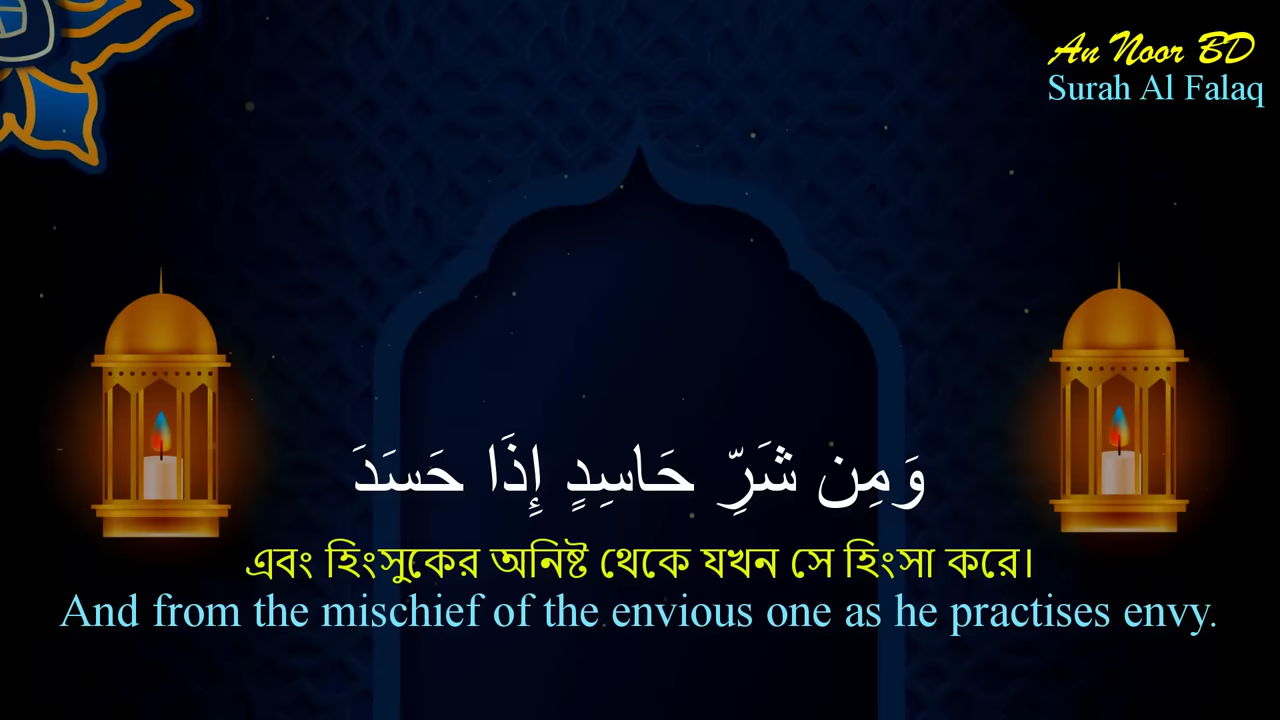 An Noor BD
Surah Al Falaq
وَمِن شَرِّ حَاسِدٍ إِذَا حَسَدَ
এবং হিংসুকের অনিষ্ট থেকে যখন সে হিংসা করে।
And from the mischief of the envious one as he practises envy.